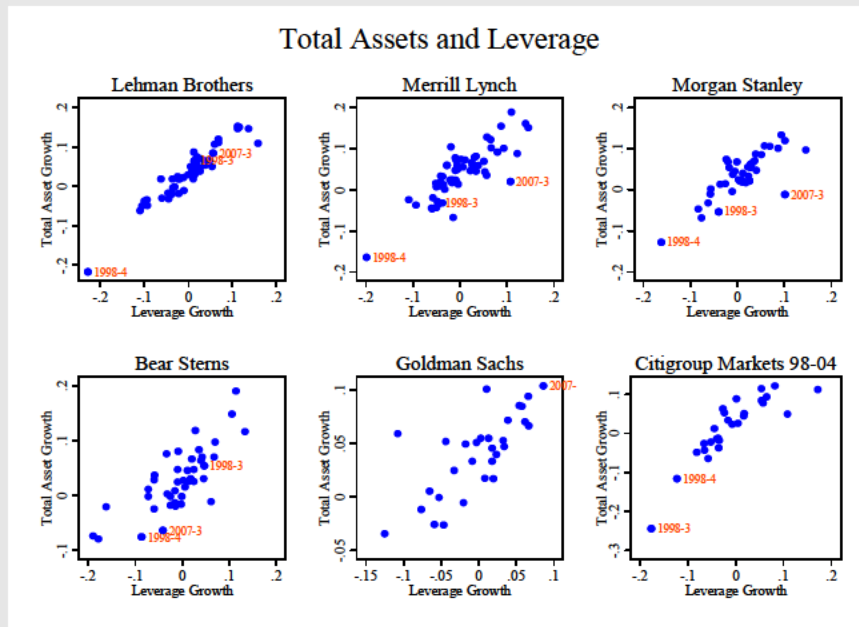 Total Assets and Leverage
Lehman Brothers
Total Asset Growth
.2
.1
0
-.1
-.2
2007-3
1998-3
1998-4
-.2 -.1 0 .1 .2
Leverage Growth
Merrill Lynch
Total Asset Growth
.2
.1
0
-.1
-.2
2007-3
1998-3
1998-4
-.2 -.1 0 .1 .2
Leverage Growth
Morgan Stanley
Total Asset Growth
.2
.1
0
-.1
-.2
2007-3
1998-3
1998-4
-.2 -.1 0 .1 .2
Leverage Growth
Bear Sterns
Total Asset Growth
.2
.1
0
-.1
1998-3
2007-3
1998-4
-.2 -.1 0 .1 .2
Leverage Growth
Goldman Sachs
Total Asset Growth
.1
.05
0
-.05
2007-
-.15 -.1 -.05 0 .05 .1
Leverage Growth
Citigroup Markets 98-04
Total Asset Growth
.1
0
-.1
-.2
-.3
1998-4
1998-3
-.2 -.1 0 .1 .2
Leverage Growth